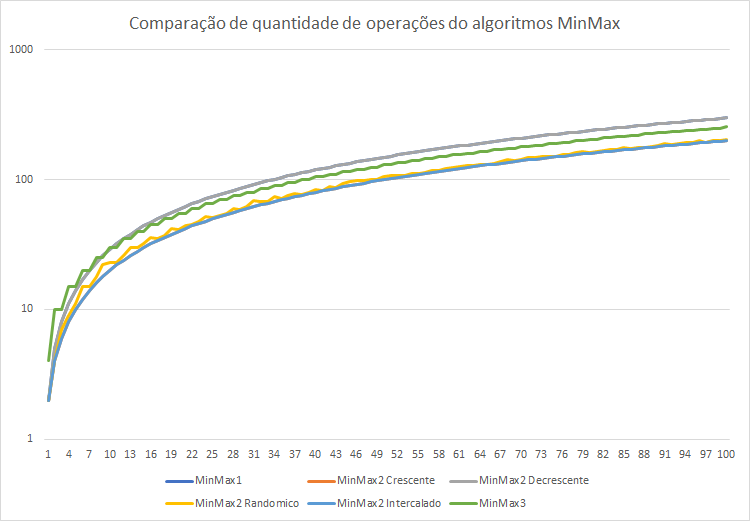 Comparação de quantidade de operações do algoritmos MinMax
1000
100
10
1
1 4 7 10 13 16 19 22 25 28 31 34 37 40 43 46 49 52 55 58 61 64 67 70 73 76 79 82 85 88 91 94 97 100
MinMax1 MinMax2 Crescente MinMax2 Decrescente
MinMax2 Randomico MinMax2 Intercalado MinMax3